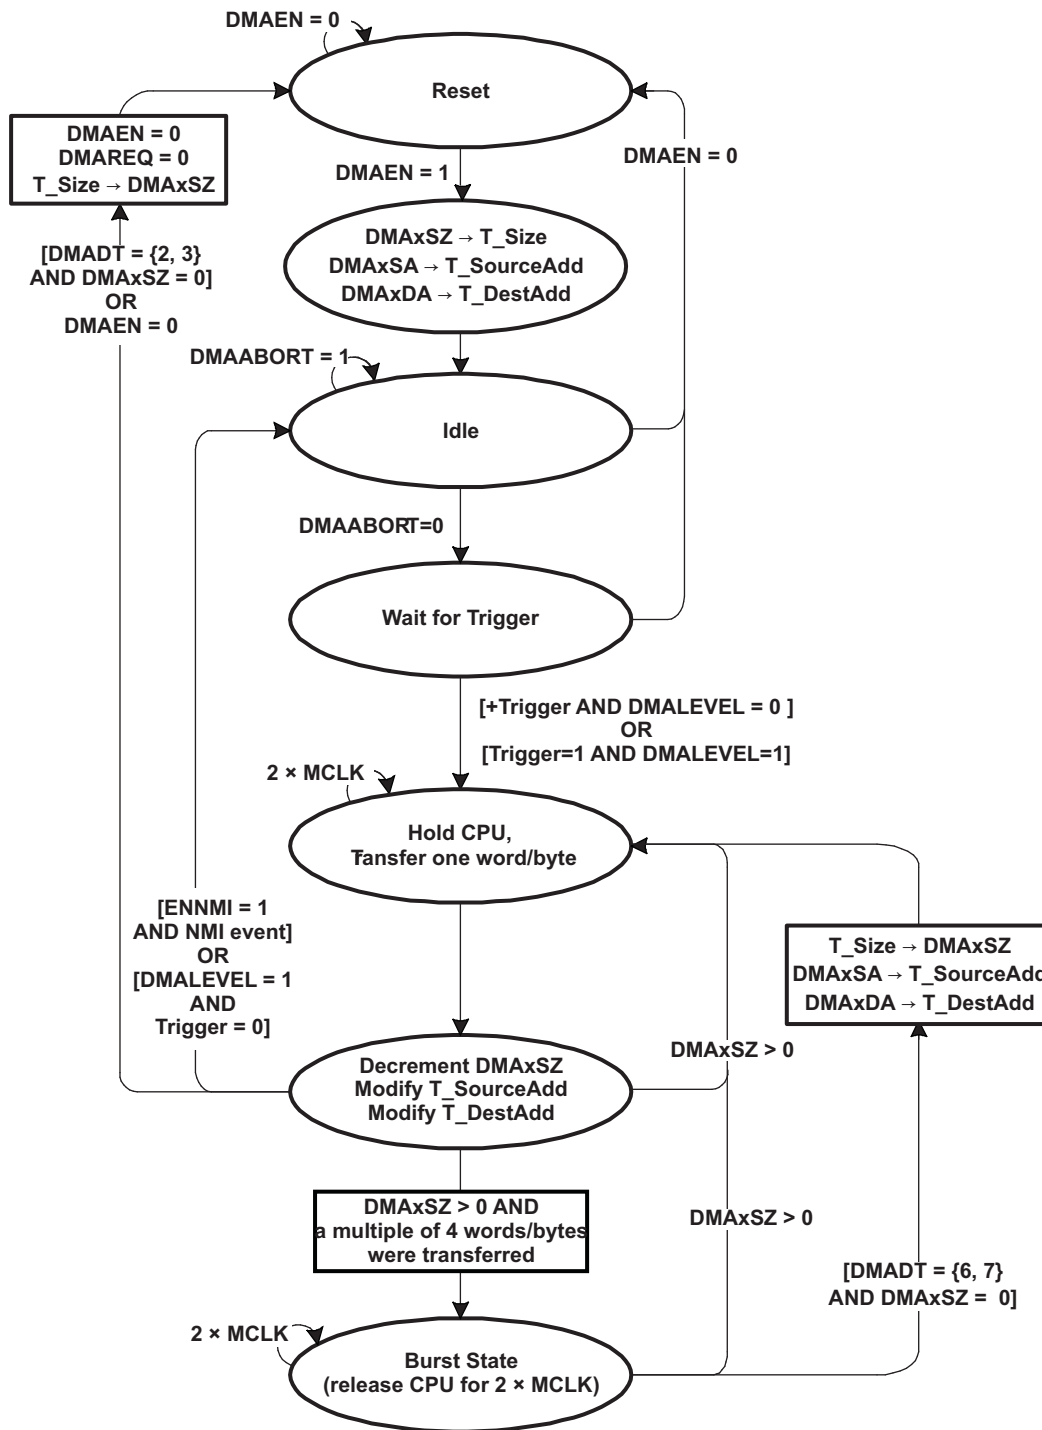 DMAEN = 0
Reset
DMAEN = 0
DMAREQ = 0
T_Size → DMAxSZ
DMAEN = 0
DMAEN = 1
[DMADT = {2, 3}
AND DMAxSZ = 0]
OR
DMAEN = 0
DMAxSZ → T_Size
DMAxSA → T_SourceAdd
DMAxDA → T_DestAdd
DMAABORT = 1
Idle
DMAABORT=0
Wait for Trigger
[+Trigger AND DMALEVEL = 0 ]
OR
[Trigger=1 AND DMALEVEL=1]
2 × MCLK
Hold CPU,
Tansfer one word/byte
[ENNMI = 1
AND NMI event]
OR
[DMALEVEL = 1
AND
Trigger = 0]
T_Size → DMAxSZ
DMAxSA → T_SourceAdd
DMAxDA → T_DestAdd
DMAxSZ > 0
Decrement DMAxSZ
Modify T_SourceAdd
Modify T_DestAdd
DMAxSZ > 0 AND
a multiple of 4 words/bytes
were transferred
DMAxSZ > 0
[DMADT = {6, 7}
AND DMAxSZ = 0]
2 × MCLK
Burst State
(release CPU for 2 × MCLK)